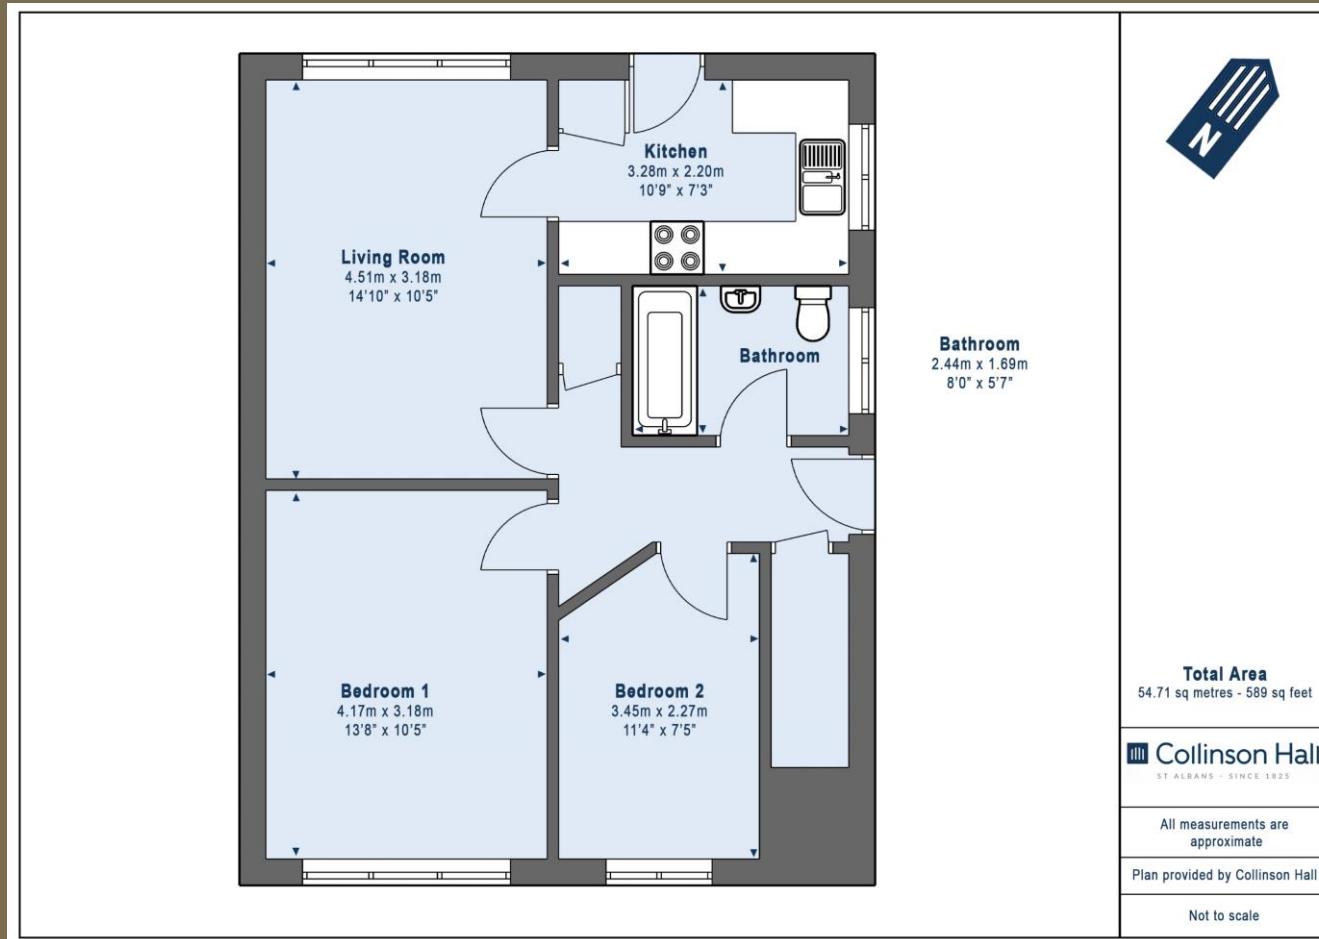 Kitchen
3.28m x 2.20m
10'9" x 7'3"
Living Room
4.51m x 3.18m
14'10" x 10'5"
Bathroom
Bathroom
2.44m x 1.69m
8'0" x 5'7"
Bedroom 1
4.17m x 3.18m
13'8" x 10'5"
Bedroom 2
3.45m x 2.27m
11'4" x 7'5"
N
Total Area
54.71 sq metres - 589 sq feet
Collinson Hall
ST ALBANS - SINCE 1825
All measurements are
approximate
Plan provided by Collinson Hall
Not to scale